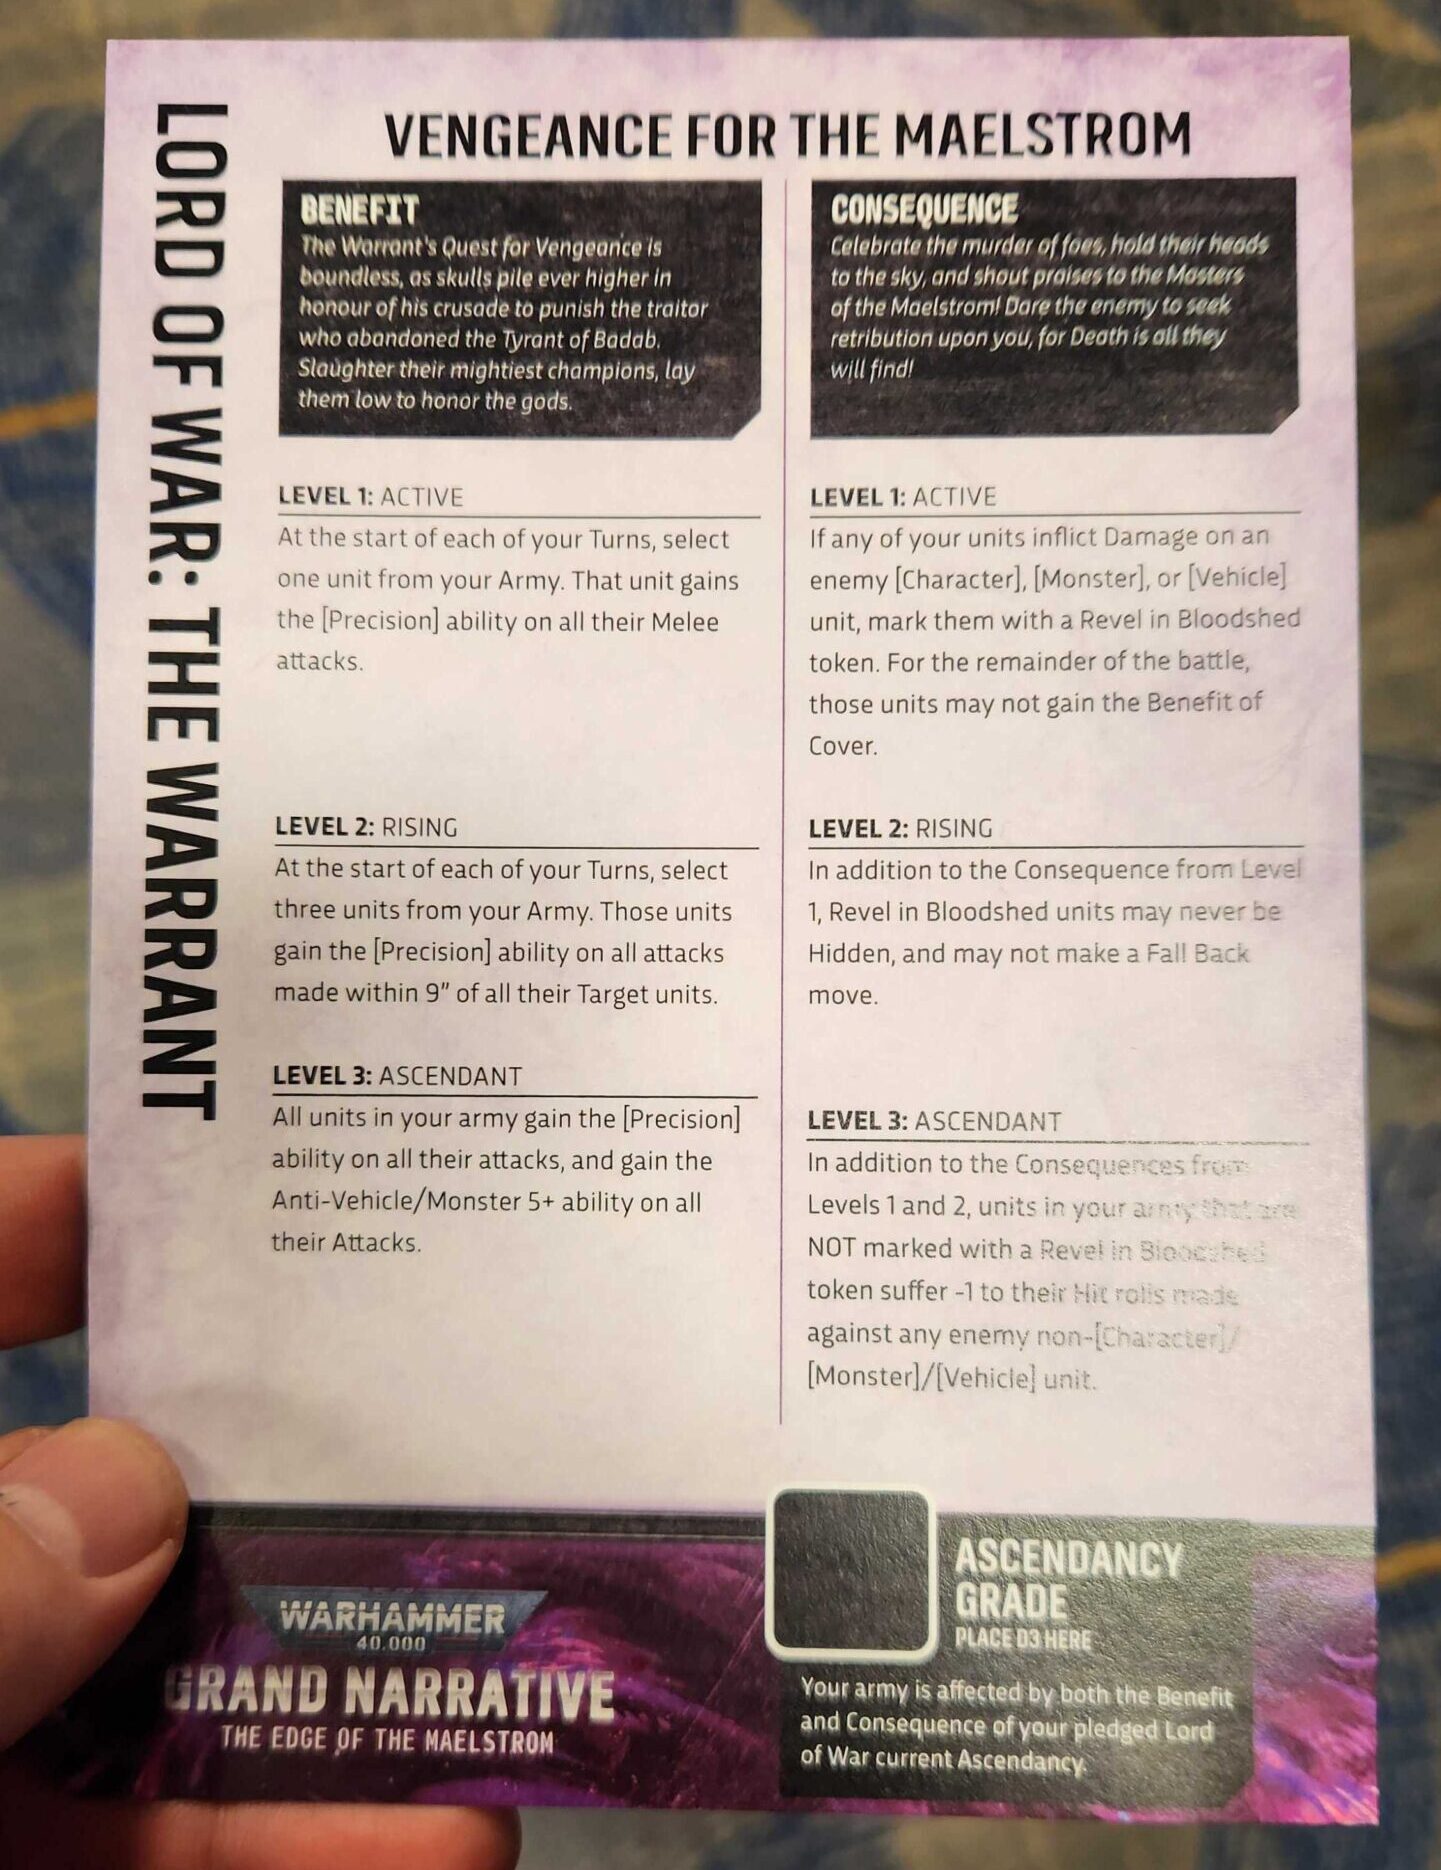 LORD OF WAR: THE WARRANT
VENGEANCE FOR THE MAELSTROM
BENEFIT
The Warrant's Quest for Vengeance is
boundless, as skulls pile ever higher in
honour of his crusade to punish the traitor
who abandoned the Tyrant of Badab.
Slaughter their mightiest champions, lay
them low to honor the gods.
LEVEL 1: ACTIVE
At the start of each of your Turns, select
one unit from your Army. That unit gains
the [Precision] ability on all their Melee
attacks.
LEVEL 2: RISING
At the start of each of your Turns, select
three units from your Army. Those units
gain the [Precision] ability on all attacks
made within 9" of all their Target units.
LEVEL 3: ASCENDANT
All units in your army gain the [Precision]
ability on all their attacks, and gain the
Anti-Vehicle/Monster 5+ ability on all
their Attacks.
CONSEQUENCE
Celebrate the murder of foes, hold their heads
to the sky, and shout praises to the Masters
of the Maelstrom! Dare the enemy to seek
retribution upon you, for Death is all they
will find!
LEVEL 1: ACTIVE
If any of your units inflict Damage on an
enemy [Character], [Monster], or [Vehicle]
unit, mark them with a Revel in Bloodshed
token. For the remainder of the battle,
those units may not gain the Benefit of
Cover.
LEVEL 2: RISING
In addition to the Consequence from Level
1, Revel in Bloodshed units may never be
Hidden, and may not make a Fall Back
move.
LEVEL 3: ASCENDANT
In addition to the Consequences from
Levels 1 and 2, units in your army that are
NOT marked with a Revel in Bloodshed
token suffer -1 to their Hit rolls made
against any enemy non-[Character]/
[Monster]/[Vehicle] unit.
WARHAMMER
40,000
GRAND NARRATIVE
THE EDGE OF THE MAELSTROM
ASCENDANCY
GRADE
PLACE D3 HERE
Your army is affected by both the Benefit
and Consequence of your pledged Lord
of War current Ascendancy.